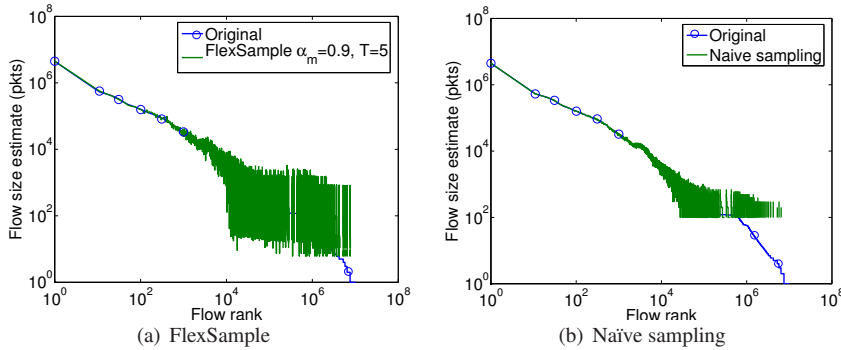 10^8
10^6
10^4
10^2
10^0
Flow size estimate (pkts)
Original
FlexSample α_m=0.9, T=5
10^0
10^2
10^4
10^6
10^8
Flow rank
(a) FlexSample
10^8
10^6
10^4
10^2
10^0
Flow size estimate (pkts)
Original
Naive sampling
10^0
10^2
10^4
10^6
10^8
Flow rank
(b) Naïve sampling